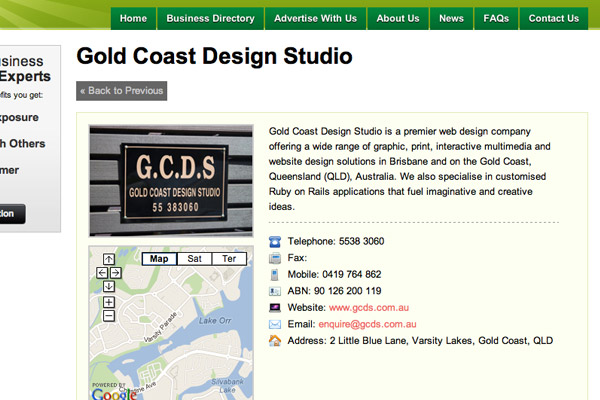 Home
Business Directory
Advertise With Us
About Us
News
FAQs
Contact Us
usiness
Experts
efits you get:
xposure
h Others
mer
tion
Gold Coast Design Studio
« Back to Previous
G.C.D.S
GOLD COAST DESIGN STUDIO
55 383060
Gold Coast Design Studio is a premier web design company
offering a wide range of graphic, print, interactive multimedia and
website design solutions in Brisbane and on the Gold Coast,
Queensland (QLD), Australia. We also specialise in customised
Ruby on Rails applications that fuel imaginative and creative
ideas.
Telephone: 5538 3060
Fax:
Mobile: 0419 764 862
ABN: 90 126 200 119
Website: www.gcds.com.au
Email: enquire@gcds.com.au
Address: 2 Little Blue Lane, Varsity Lakes, Gold Coast, QLD
Map
Sat
Ter
Lake Orr
Varsity Parade
Silvabank
Lake
Christine Ave
POWERED BY
Google